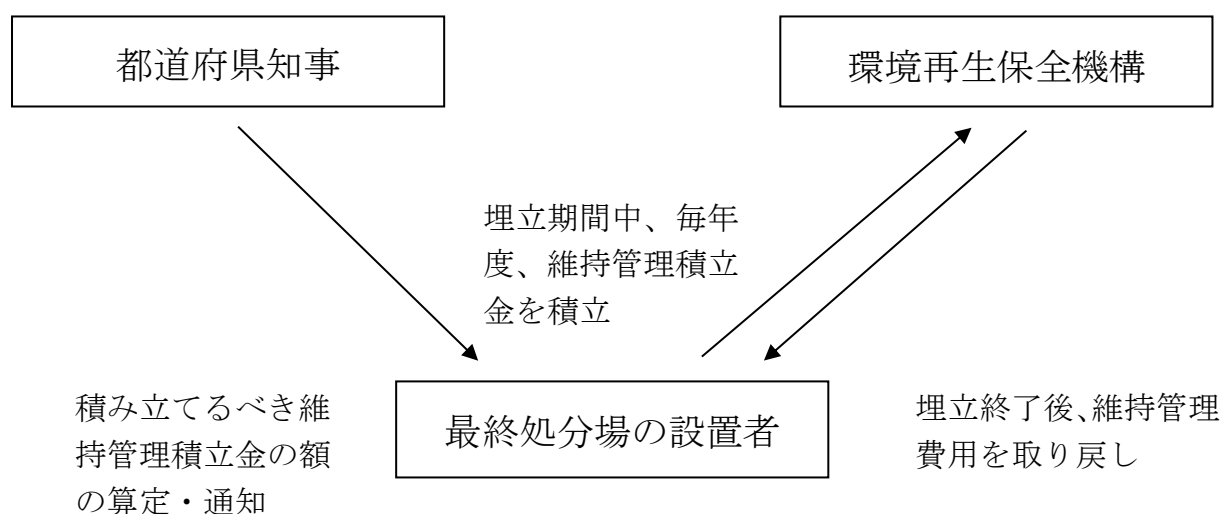 都道府県知事
環境再生保全機構
埋立期間中、毎年
度、維持管理積立
金を積立
積み立てるべき維
持管理積立金の額
の算定・通知
最終処分場の設置者
埋立終了後、維持管理
費用を取り戻し